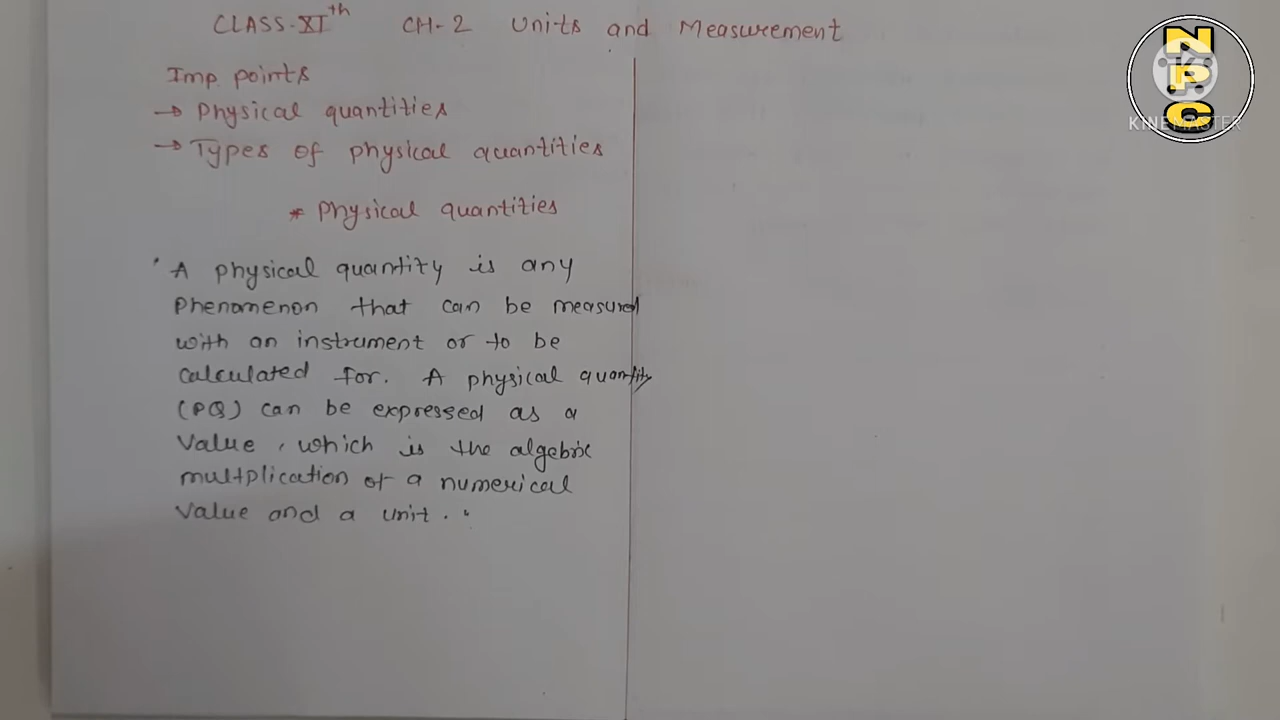 CLASS-XIth CH-2 Units and Measurement
Imp points
→ Physical quantities
→ Types of physical quantities
* Physical quantities
' A physical quantity is any
Phenomenon that can be measured
with an instrument or to be
calculated for. A physical quantity
(PQ) can be expressed as a
Value, which is the algebric
multplication of a numerical
Value and a unit. "
NPC
KINEMASTER